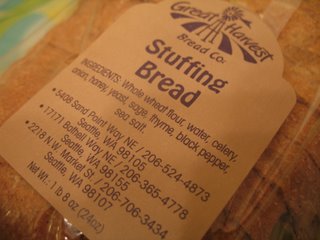 Great Harvest
Bread Co.
Stuffing
Bread
INGREDIENTS: Whole wheat flour, water, celery,
onion, honey, yeast, sage, thyme, black pepper,
sea salt.
• 5408 Sand Point Way NE / 206-524-4873
Seattle, WA 98105
• 17171 Bothell Way NE / 206-365-4778
Seattle, WA 98155
• 2218 N.W. Market St. / 206-706-3434
Seattle, WA 98107
Net Wt.: 1 lb 8 oz (24oz)